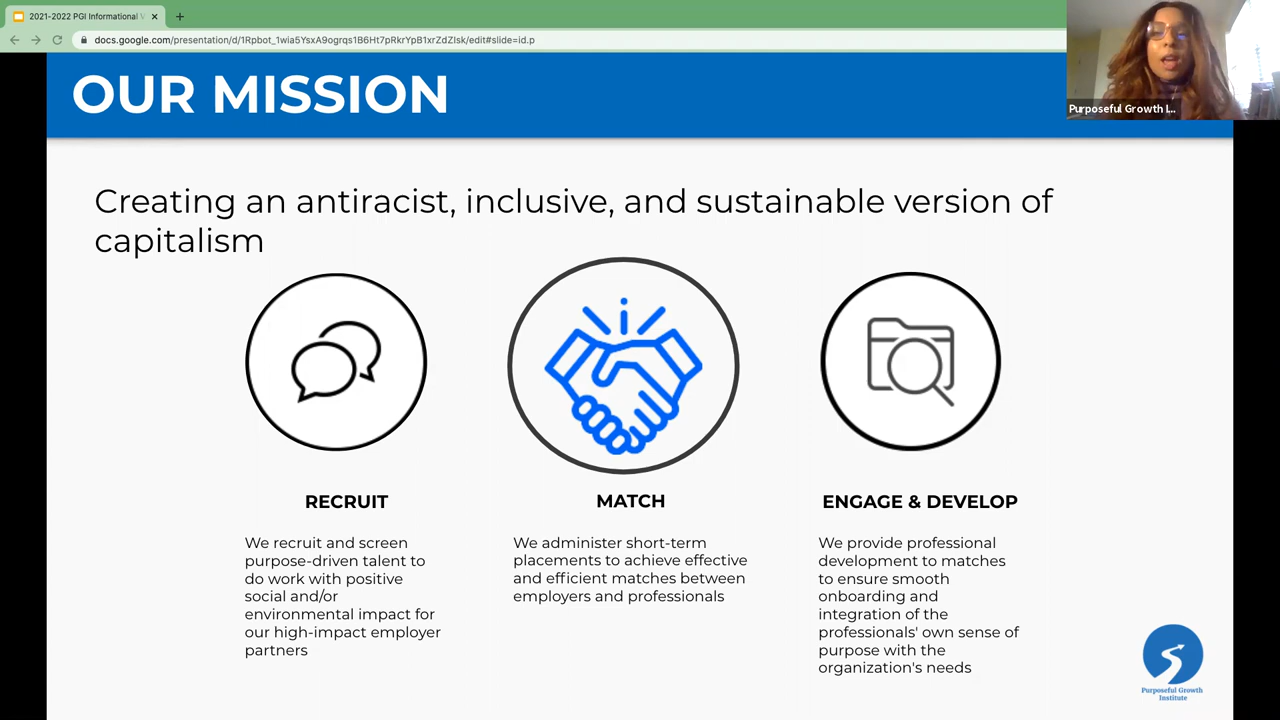 2021-2022 PGI Informational
docs.google.com/presentation/d/1Rpbot_1wia5YsxA9ogrqs1B6Ht7pRkrYpB1xrZdZIsk/edit#slide=id.p
Purposeful Growth I...
OUR MISSION
Creating an antiracist, inclusive, and sustainable version of
capitalism
RECRUIT
We recruit and screen
purpose-driven talent to
do work with positive
social and/or
environmental impact for
our high-impact employer
partners
MATCH
We administer short-term
placements to achieve effective
and efficient matches between
employers and professionals
ENGAGE & DEVELOP
We provide professional
development to matches
to ensure smooth
onboarding and
integration of the
professionals' own sense of
purpose with the
organization's needs
Purposeful Growth
Institute